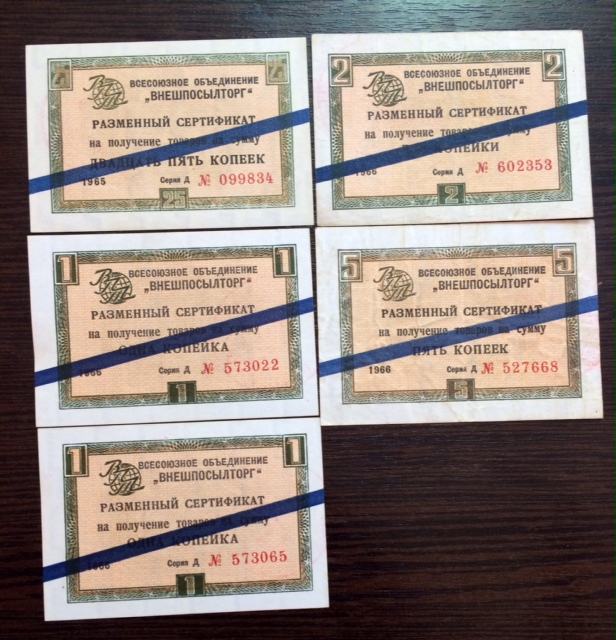 25
ВСЕСОЮЗНОЕ ОБЪЕДИНЕНИЕ
„ВНЕШПОСЫЛТОРГ“
РАЗМЕННЫЙ СЕРТИФИКАТ
на получение товаров на сумму
ДВАДЦАТЬ ПЯТЬ КОПЕЕК
1965 Серия Д № 099834
25
2 2
ВСЕСОЮЗНОЕ ОБЪЕДИНЕНИЕ
„ВНЕШПОСЫЛТОРГ“
РАЗМЕННЫЙ СЕРТИФИКАТ
на получение товаров на сумму
КОПЕЙКИ
1966 Серия Д № 602353
2
1 1
ВСЕСОЮЗНОЕ ОБЪЕДИНЕНИЕ
„ВНЕШПОСЫЛТОРГ“
РАЗМЕННЫЙ СЕРТИФИКАТ
на получение товаров на сумму
ОДНА КОПЕЙКА
1966 Серия Д № 573022
1
5 5
ВСЕСОЮЗНОЕ ОБЪЕДИНЕНИЕ
„ВНЕШПОСЫЛТОРГ“
РАЗМЕННЫЙ СЕРТИФИКАТ
на получение товаров на сумму
ПЯТЬ КОПЕЕК
1966 Серия Д № 527668
5
1 1
ВСЕСОЮЗНОЕ ОБЪЕДИНЕНИЕ
„ВНЕШПОСЫЛТОРГ“
РАЗМЕННЫЙ СЕРТИФИКАТ
на получение товаров на сумму
ОДНА КОПЕЙКА
1966 Серия Д № 573065
1